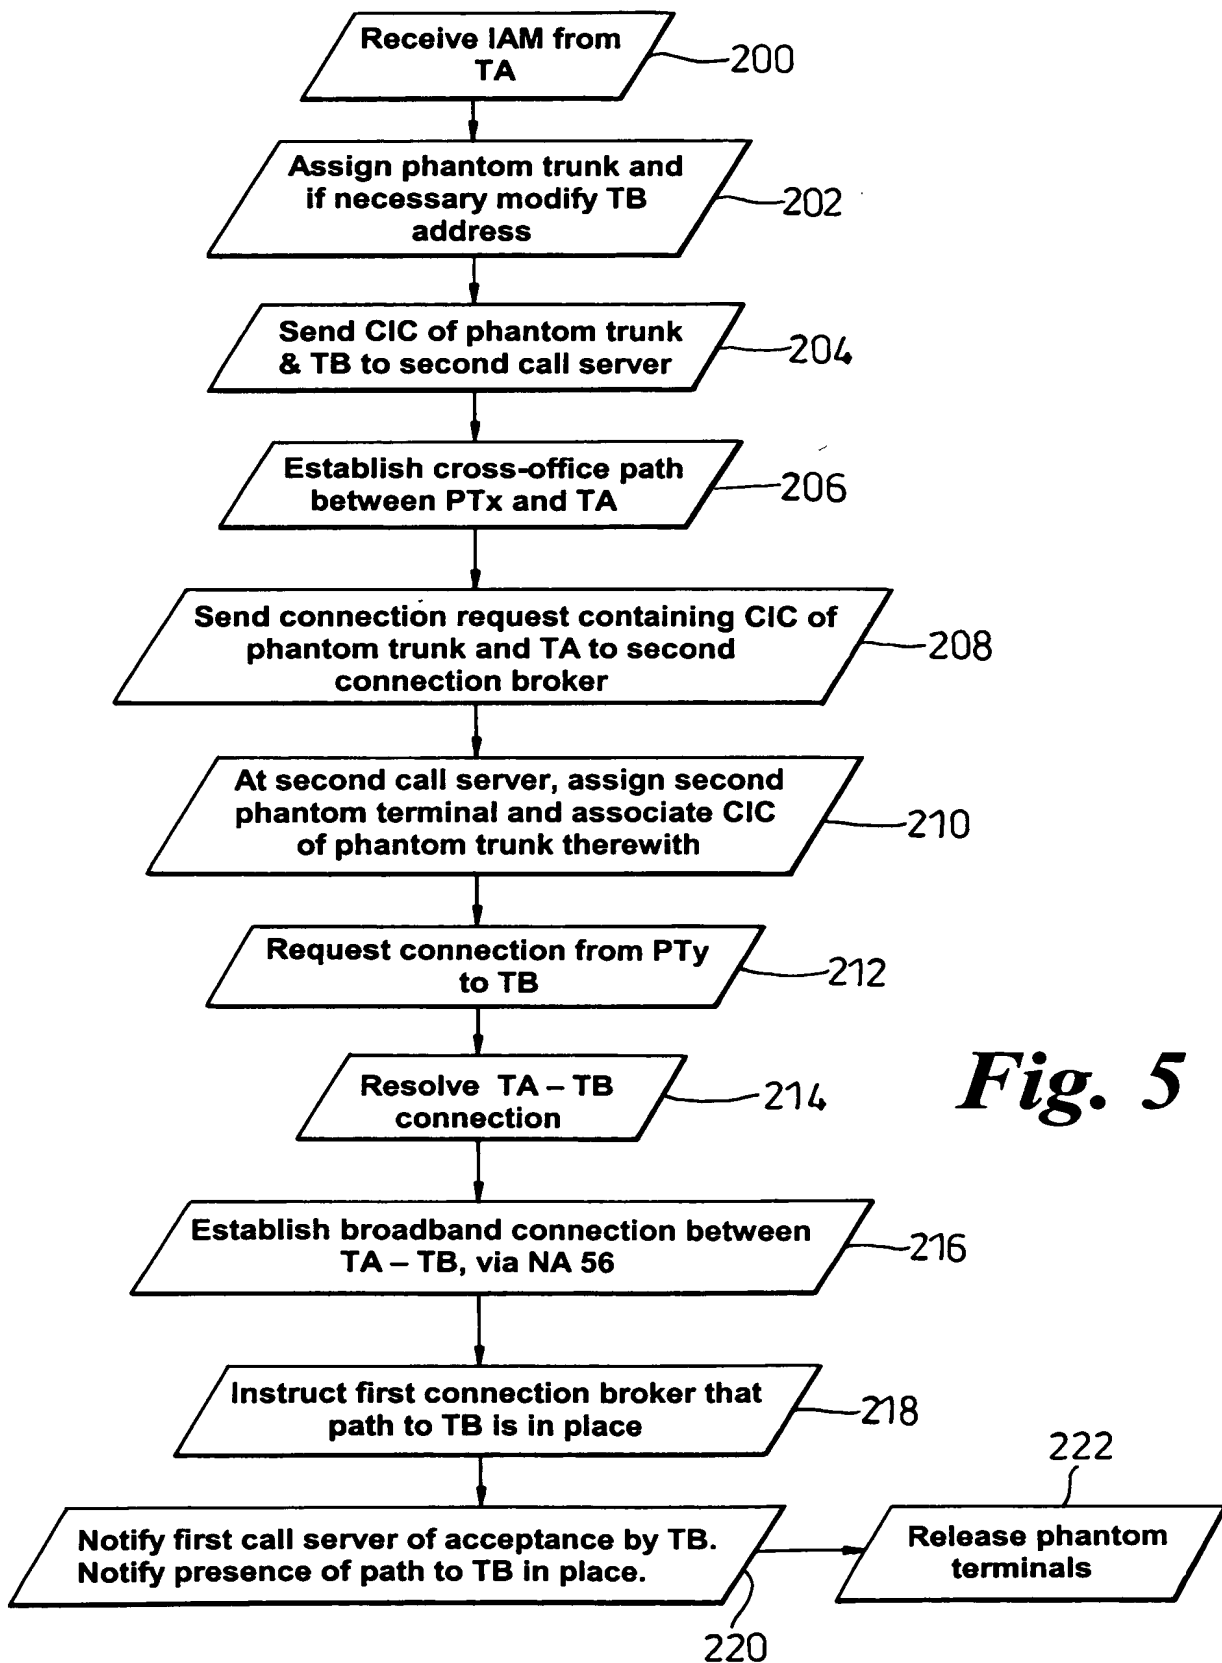 Receive IAM from
TA
200
Assign phantom trunk and
if necessary modify TB
address
202
Send CIC of phantom trunk
& TB to second call server
204
Establish cross-office path
between PTx and TA
206
Send connection request containing CIC of
phantom trunk and TA to second
connection broker
208
At second call server, assign second
phantom terminal and associate CIC
of phantom trunk therewith
210
Request connection from PTy
to TB
212
Resolve TA – TB
connection
214
Fig. 5
Establish broadband connection between
TA – TB, via NA 56
216
Instruct first connection broker that
path to TB is in place
218
Notify first call server of acceptance by TB.
Notify presence of path to TB in place.
220
222
Release phantom
terminals